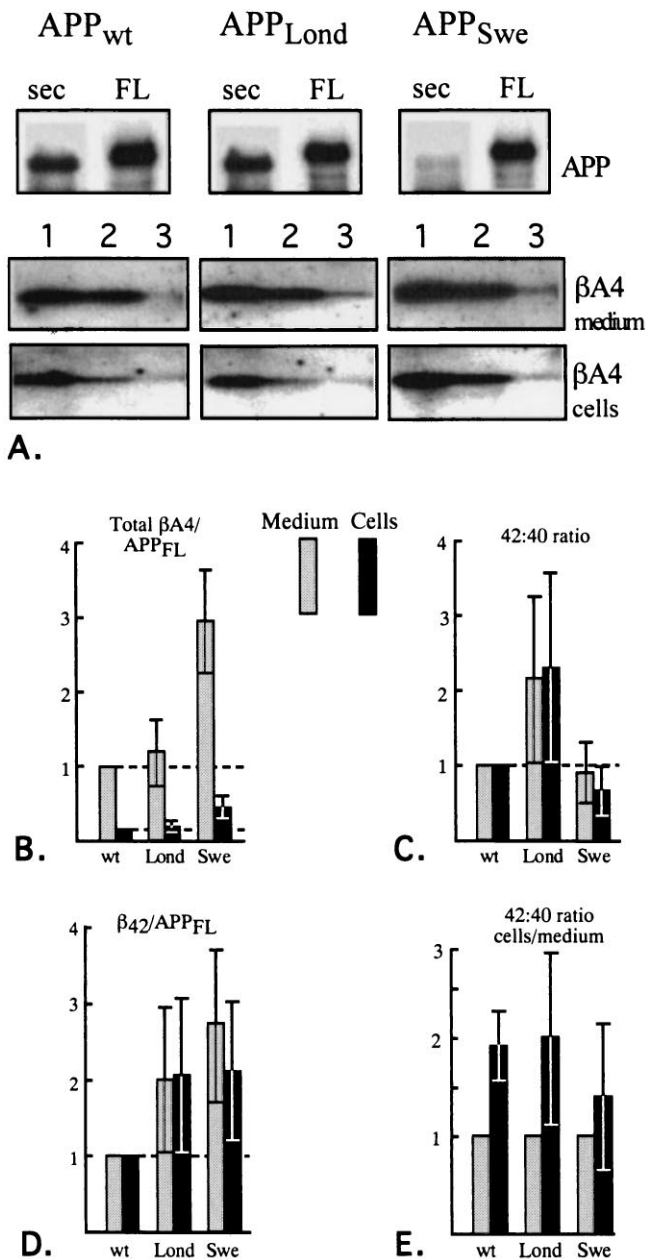 APPwt APPLond APPSwe
sec FL sec FL sec FL
APP
1 2 3 1 2 3 1 2 3
βA4
medium
βA4
cells
A.
Total βA4/
APPFL
Medium Cells
42:40 ratio
4
3
2
1
wt Lond Swe
B.
4
3
2
1
wt Lond Swe
C.
β42/APPFL
4
3
2
1
wt Lond Swe
D.
42:40 ratio
cells/medium
3
2
1
wt Lond Swe
E.